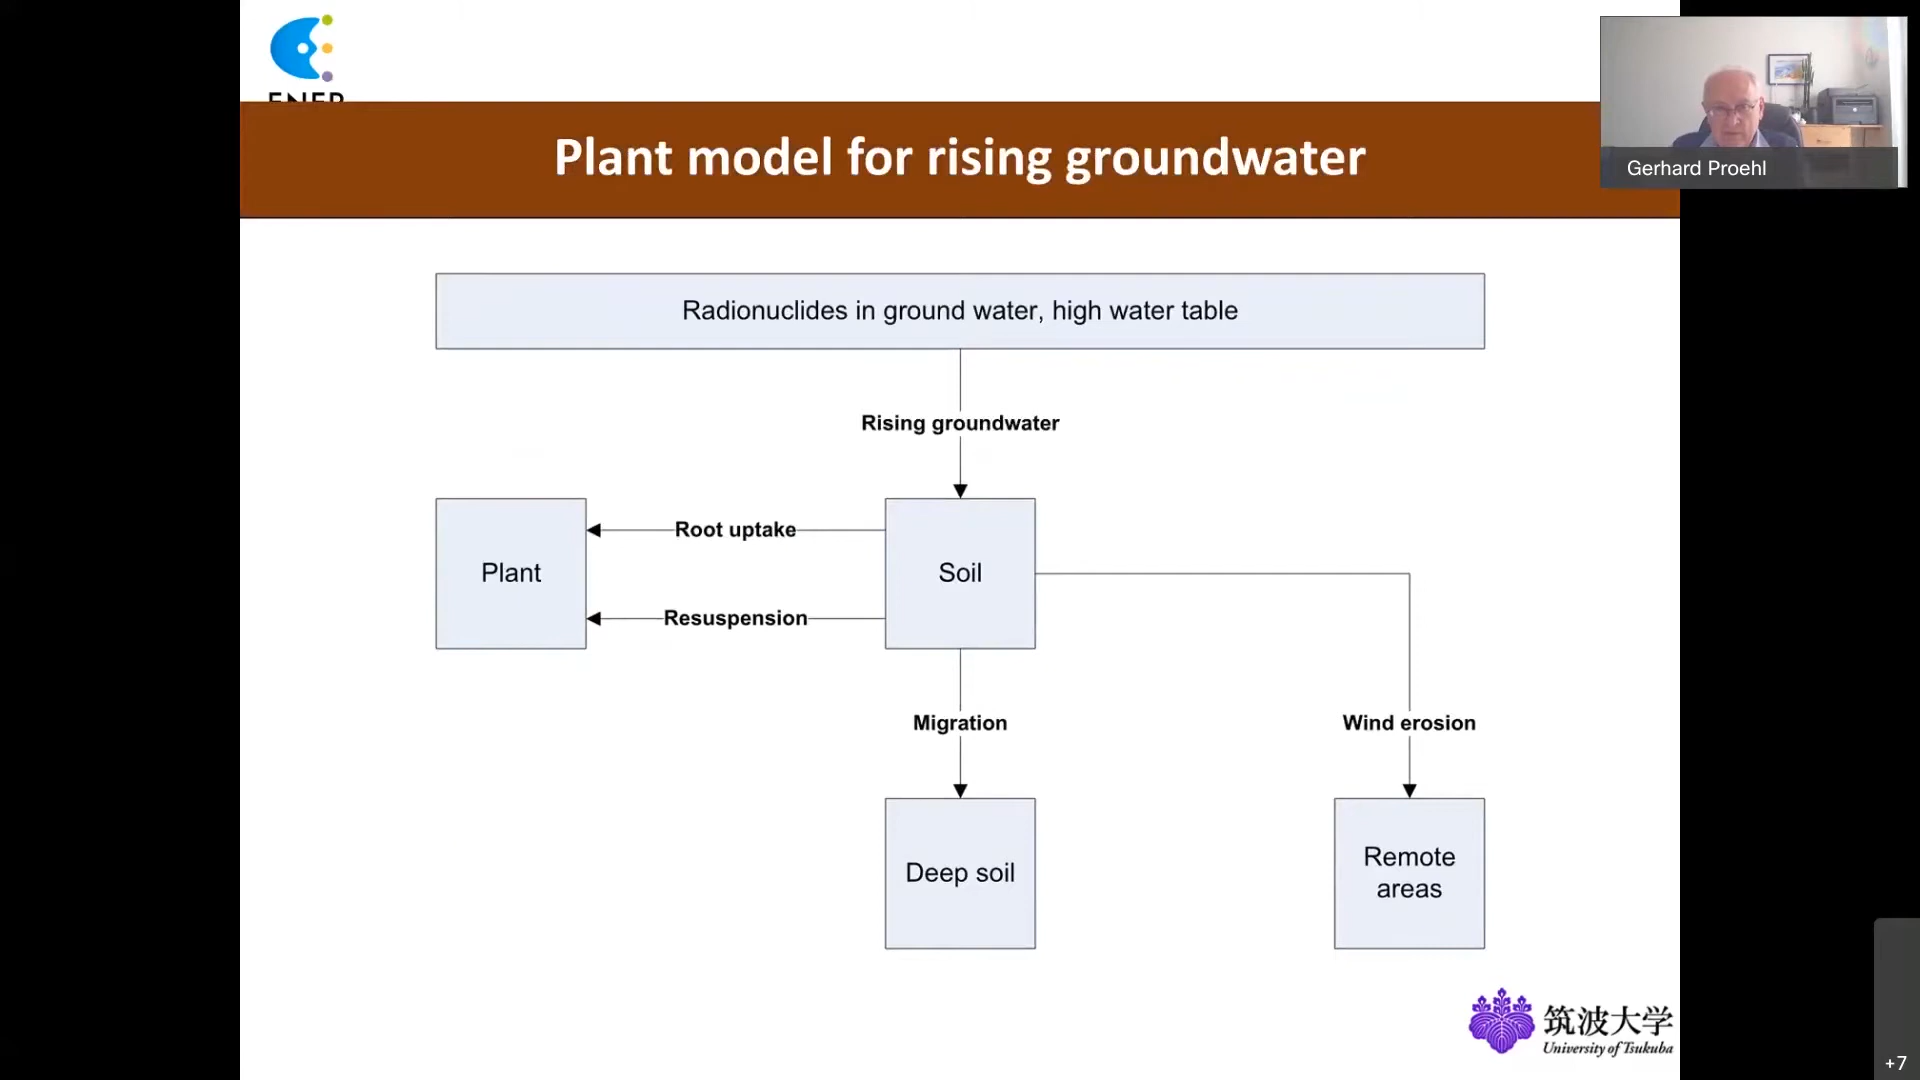 ENEP
Plant model for rising groundwater
Gerhard Proehl
Radionuclides in ground water, high water table
Rising groundwater
Plant
Root uptake
Soil
Resuspension
Migration
Wind erosion
Deep soil
Remote
areas
筑波大学
University of Tsukuba
+7